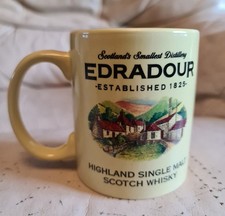 Scotland's Smallest Distillery
EDRADOUR
-ESTABLISHED 1825-
HIGHLAND SINGLE MALT
SCOTCH WHISKY